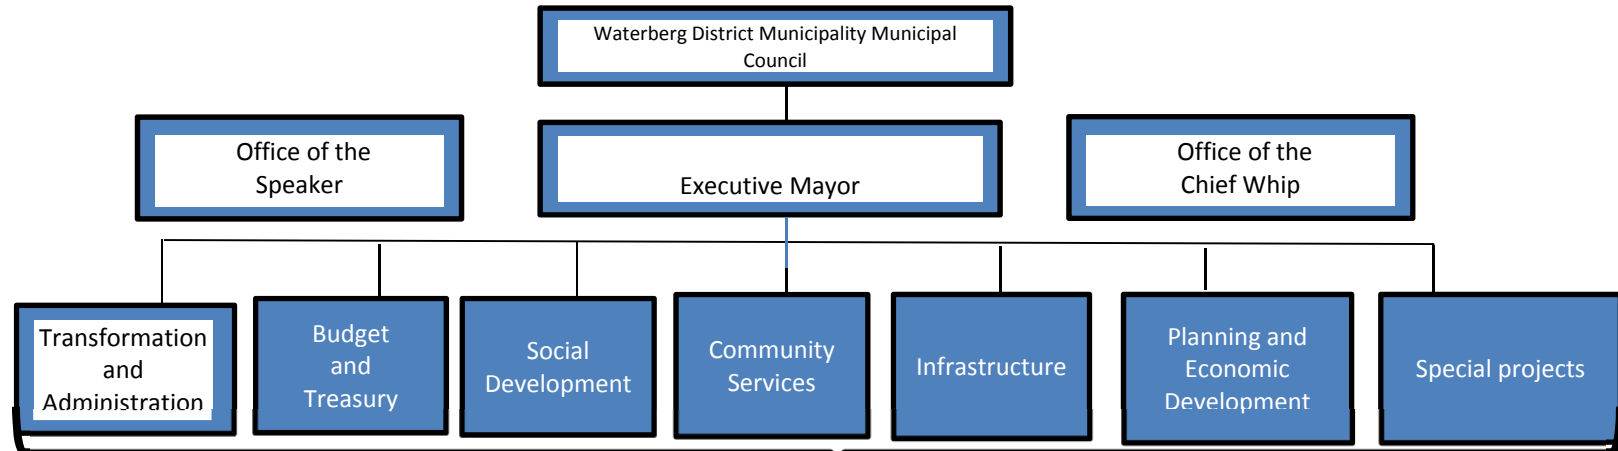 Waterberg District Municipality Municipal
Council
Office of the
Speaker
Executive Mayor
Office of the
Chief Whip
Transformation
and
Administration
Budget
and
Treasury
Social
Development
Community
Services
Infrastructure
Planning and
Economic
Development
Special projects